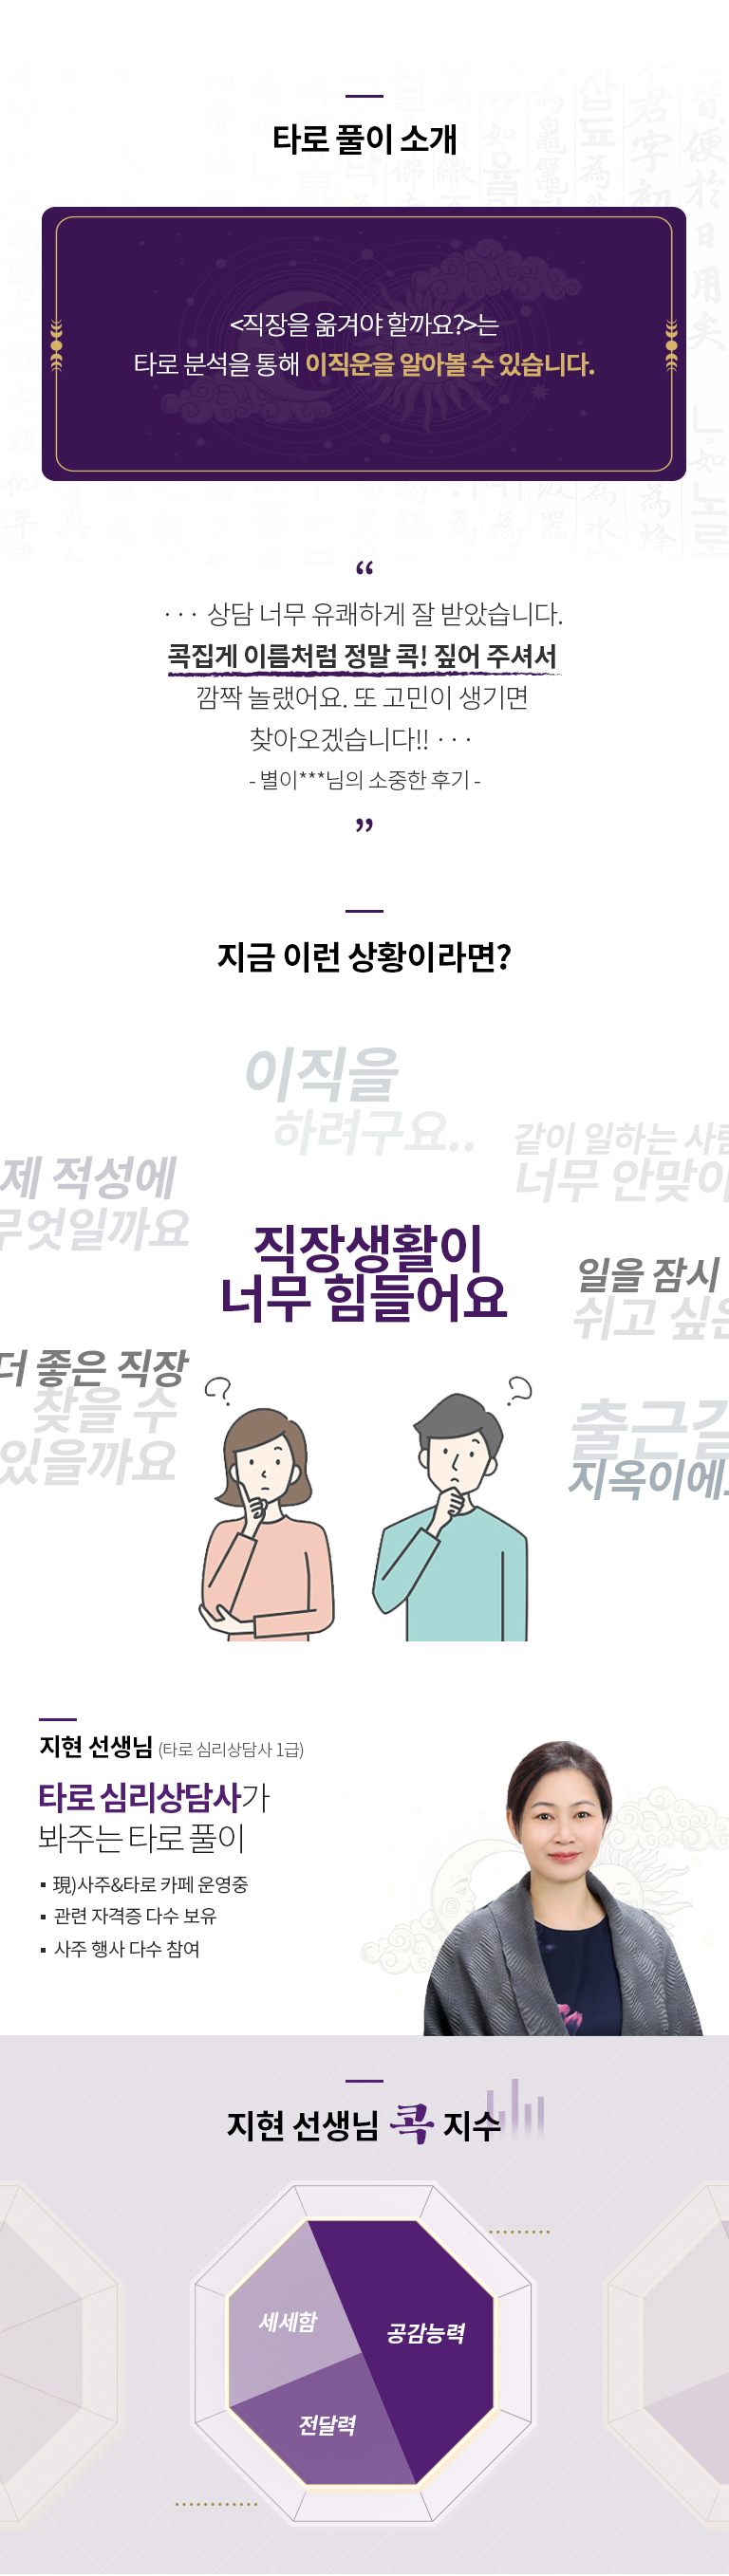 타로 풀이 소개
<직장을 옮겨야 할까요?>는
타로 분석을 통해 이직운을 알아볼 수 있습니다.
“
··· 상담 너무 유쾌하게 잘 받았습니다.
콕집게 이름처럼 정말 콕! 짚어 주셔서
깜짝 놀랬어요. 또 고민이 생기면
찾아오겠습니다!! ···
- 별이***님의 소중한 후기 -
”
지금 이런 상황이라면?
이직을
하려구요..
같이 일하는 사람
너무 안맞아
제 적성에
무엇일까요
직장생활이
너무 힘들어요
일을 잠시
쉬고 싶은
더 좋은 직장
찾을 수
있을까요
출근길
지옥이에요
지현 선생님 (타로 심리상담사 1급)
타로 심리상담사가
봐주는 타로 풀이
▪ 現)사주&타로 카페 운영중
▪ 관련 자격증 다수 보유
▪ 사주 행사 다수 참여
지현 선생님 콕 지수
세세함
공감능력
전달력